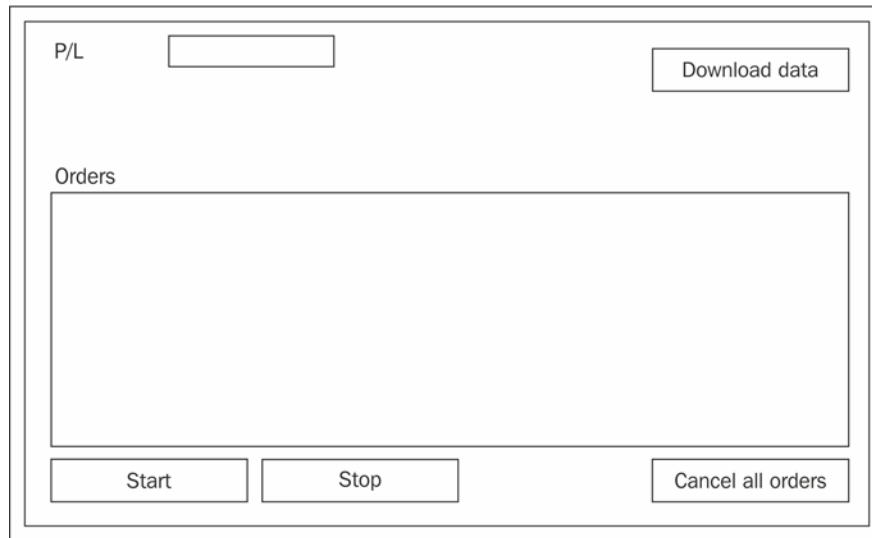 P/L
Download data
Orders
Start
Stop
Cancel all orders